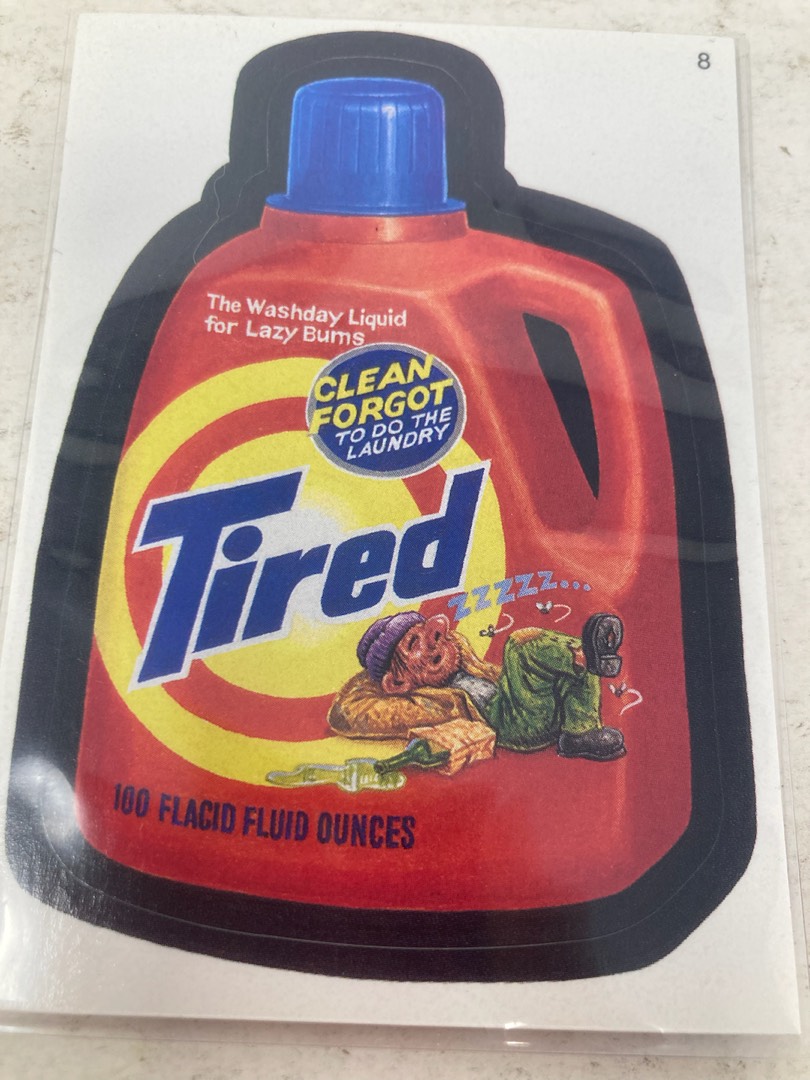 8
The Washday Liquid
for Lazy Bums
CLEAN
FORGOT
TO DO THE
LAUNDRY
Tired
ZZZZZ...
100 FLACID FLUID OUNCES